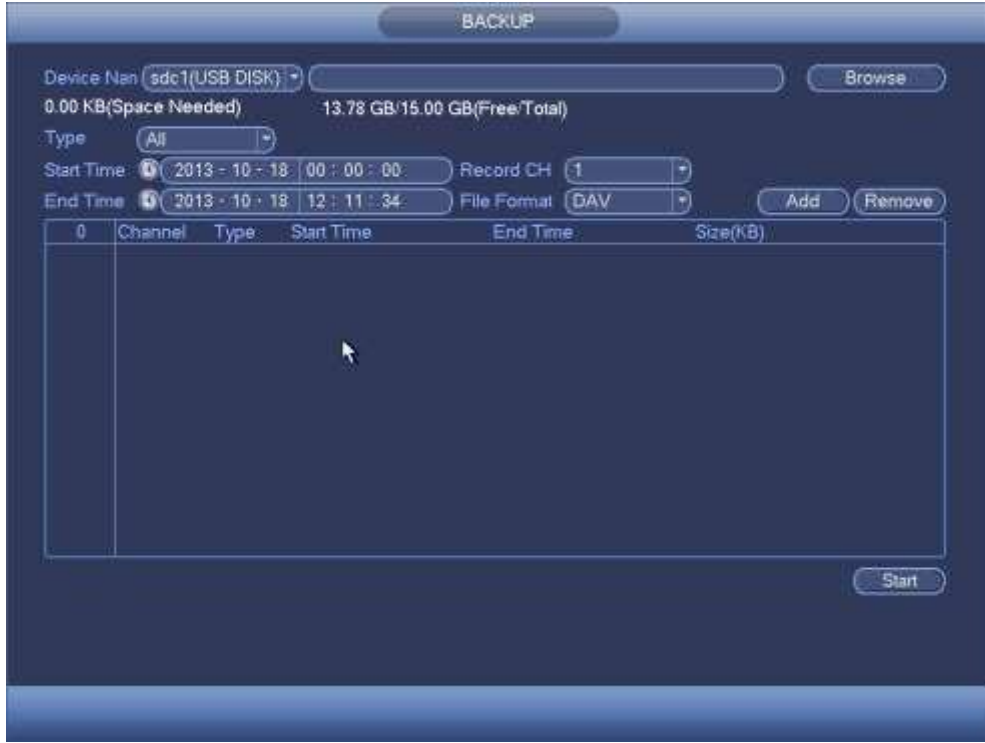 BACKUP
Device Nan sdc1(USB DISK) Browse
0.00 KB(Space Needed) 13.78 GB/15.00 GB(Free/Total)
Type All
Start Time 2013 - 10 - 18 00 : 00 : 00 Record CH 1
End Time 2013 - 10 - 18 12 : 11 : 34 File Format DAV Add Remove
0 Channel Type Start Time End Time Size(KB)
Start